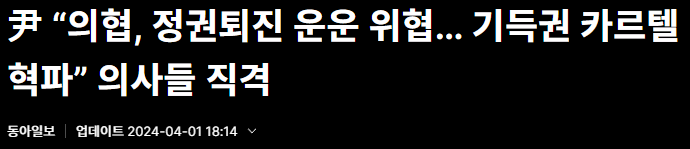 尹 “의협, 정권퇴진 운운 위협… 기득권 카르텔
혁파” 의사들 직격
동아일보 | 업데이트 2024-04-01 18:14